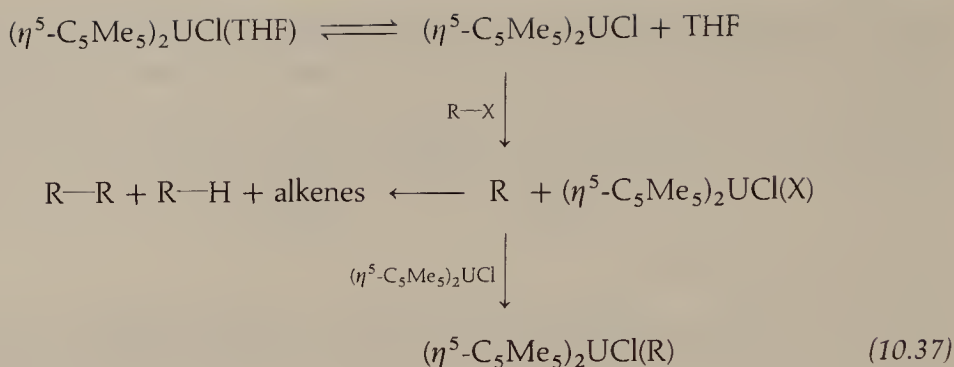 (η⁵-C₅Me₅)₂UCl(THF) ⇌ (η⁵-C₅Me₅)₂UCl + THF
R—X
R—R + R—H + alkenes ← R + (η⁵-C₅Me₅)₂UCl(X)
(η⁵-C₅Me₅)₂UCl
(η⁵-C₅Me₅)₂UCl(R) (10.37)